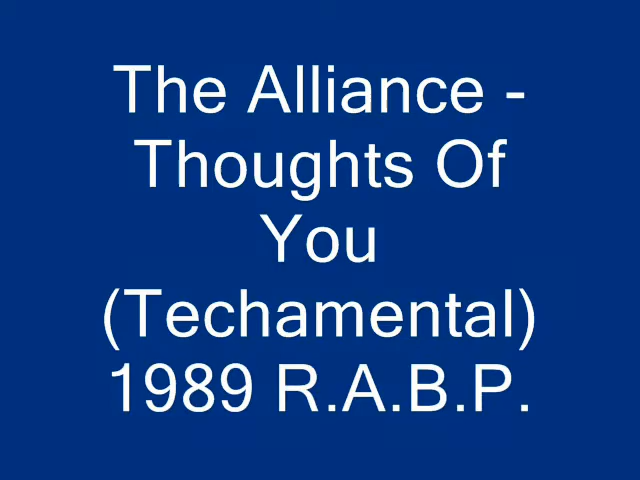 The Alliance -
Thoughts Of
You
(Techamental)
1989 R.A.B.P.